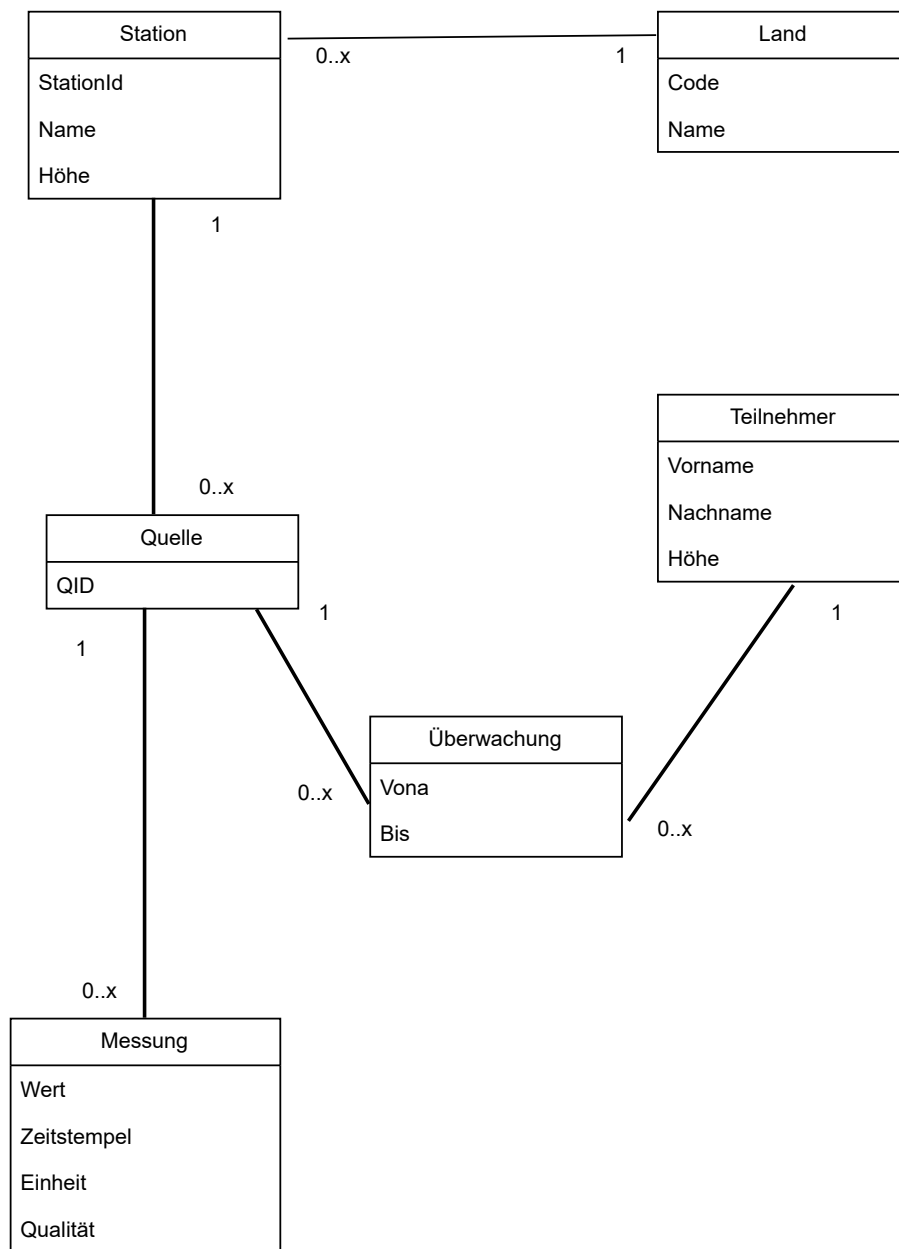 Station
StationId
Name
Höhe
0..x
1
Land
Code
Name
1
0..x
Quelle
QID
Teilnehmer
Vorname
Nachname
Höhe
1
1
1
Überwachung
Vona
Bis
0..x
0..x
0..x
Messung
Wert
Zeitstempel
Einheit
Qualität